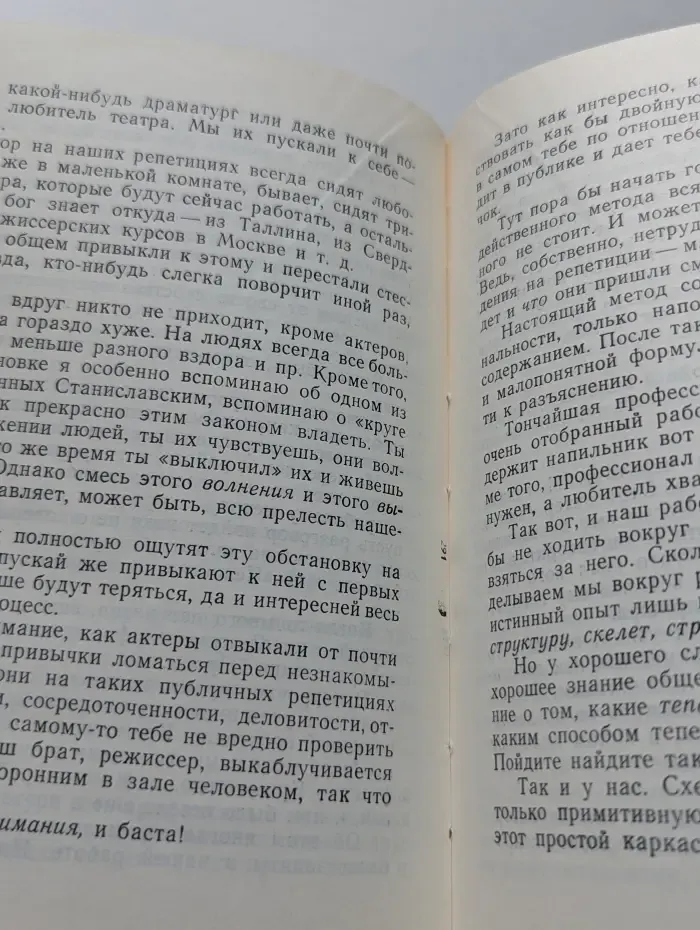 какой-нибудь драматург или даже почти по-
любитель театра. Мы их пускали к себе —
ор на наших репетициях всегда сидят любо-
же в маленькой комнате, бывает, сидят три-
ра, которые будут сейчас работать, а осталь-
бог знает откуда — из Таллина, из Сверд-
ежиссерских курсов в Москве и т. д.
общем привыкли к этому и перестали стес-
вда, кто-нибудь слегка поворчит иной раз,
вдруг никто не приходит, кроме актеров,
а гораздо хуже. На людях всегда все боль-
меньше разного вздора и пр. Кроме того,
новке я особенно вспоминаю об одном из
нных Станиславским, вспоминаю о «круге
к прекрасно этим законом владеть. Ты
жении людей, ты их чувствуешь, они вол-
то же время ты «выключил» их и живешь
Однако смесь этого волнения и этого вы-
авляет, может быть, всю прелесть наше-
полностью ощутят эту обстановку на
пускай же привыкают к ней с первых
ше будут теряться, да и интересней весь
оцесс.
имание, как актеры отвыкали от почти
привычки ломаться перед незнакомы-
они на таких публичных репетициях
и, сосредоточенности, деловитости, от-
самому-то тебе не вредно проверить
ш брат, режиссер, выкаблучивается
оронним в зале человеком, так что
имания, и баста!
Зато как интересно, к
ствовать как бы двойную
в самом тебе по отношен
дит в публике и дает тебе
чок.
Тут пора бы начать го
действенного метода вся
ного не стоит. И может
Ведь, собственно, нетруд
дения на репетиции — м
дет и что они пришли см
Настоящий метод со
нальности, только напо
содержанием. После так
и малопонятной форму.
ти к разъяснению.
Тончайшая професс
очень отобранный рабо
держит напильник вот
ме того, профессионал
нужен, а любитель хва
Так вот, и наш рабо
бы не ходить вокруг
взяться за него. Скол
делываем мы вокруг р
истинный опыт лишь
структуру, скелет, стр
Но у хорошего сл
хорошее знание обще
ние о том, какие тепе
каким способом тепе
Пойдите найдите так
Так и у нас. Схе
только примитивную
этот простой каркас